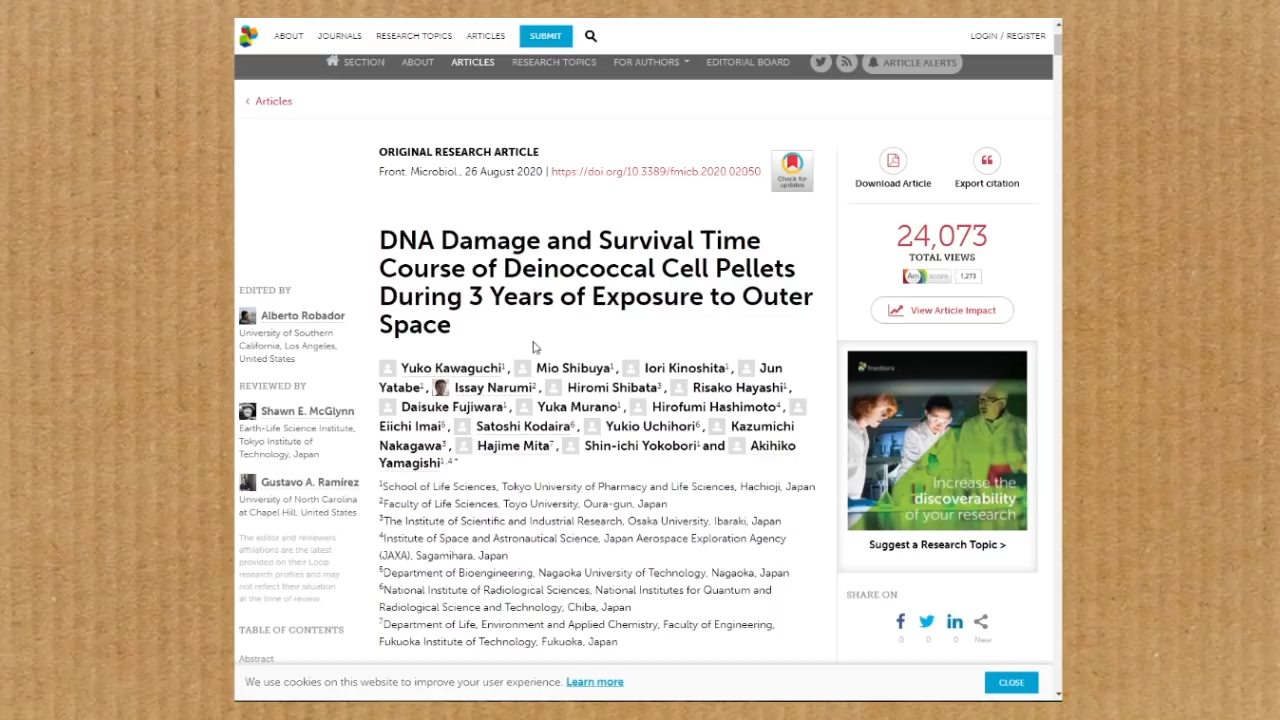 ABOUT JOURNALS RESEARCH TOPICS ARTICLES SUBMIT LOGIN / REGISTER
SECTION ABOUT ARTICLES RESEARCH TOPICS FOR AUTHORS EDITORIAL BOARD ARTICLE ALERTS
‹ Articles
ORIGINAL RESEARCH ARTICLE
Front. Microbiol., 26 August 2020 | https://doi.org/10.3389/fmicb.2020.02050
Check for
updates
DNA Damage and Survival Time
Course of Deinococcal Cell Pellets
During 3 Years of Exposure to Outer
Space
Yuko Kawaguchi¹, Mio Shibuya¹, Iori Kinoshita¹, Jun
Yatabe¹, Issay Narumi², Hiromi Shibata³, Risako Hayashi¹,
Daisuke Fujiwara¹, Yuka Murano¹, Hirofumi Hashimoto⁴,
Eiichi Imai⁵, Satoshi Kodaira⁶, Yukio Uchihori⁶, Kazumichi
Nakagawa³, Hajime Mita⁷, Shin-ichi Yokobori¹ and Akihiko
Yamagishi¹,⁴*
¹School of Life Sciences, Tokyo University of Pharmacy and Life Sciences, Hachioji, Japan
²Faculty of Life Sciences, Toyo University, Oura-gun, Japan
³The Institute of Scientific and Industrial Research, Osaka University, Ibaraki, Japan
⁴Institute of Space and Astronautical Science, Japan Aerospace Exploration Agency
(JAXA), Sagamihara, Japan
⁵Department of Bioengineering, Nagaoka University of Technology, Nagaoka, Japan
⁶National Institute of Radiological Sciences, National Institutes for Quantum and
Radiological Science and Technology, Chiba, Japan
⁷Department of Life, Environment and Applied Chemistry, Faculty of Engineering,
Fukuoka Institute of Technology, Fukuoka, Japan
EDITED BY
Alberto Robador
University of Southern
California, Los Angeles,
United States
REVIEWED BY
Shawn E. McGlynn
Earth-Life Science Institute,
Tokyo Institute of
Technology, Japan
Gustavo A. Ramírez
University of North Carolina
at Chapel Hill, United States
The editor and reviewers'
affiliations are the latest
provided on their Loop
research profiles and may
not reflect their situation
at the time of review.
TABLE OF CONTENTS
Abstract
Download Article Export citation
24,073
TOTAL VIEWS
Am score 1,273
View Article Impact
frontiers
Increase the
discoverability
of your research
Suggest a Research Topic >
SHARE ON
0 0 0 New
We use cookies on this website to improve your user experience. Learn more CLOSE